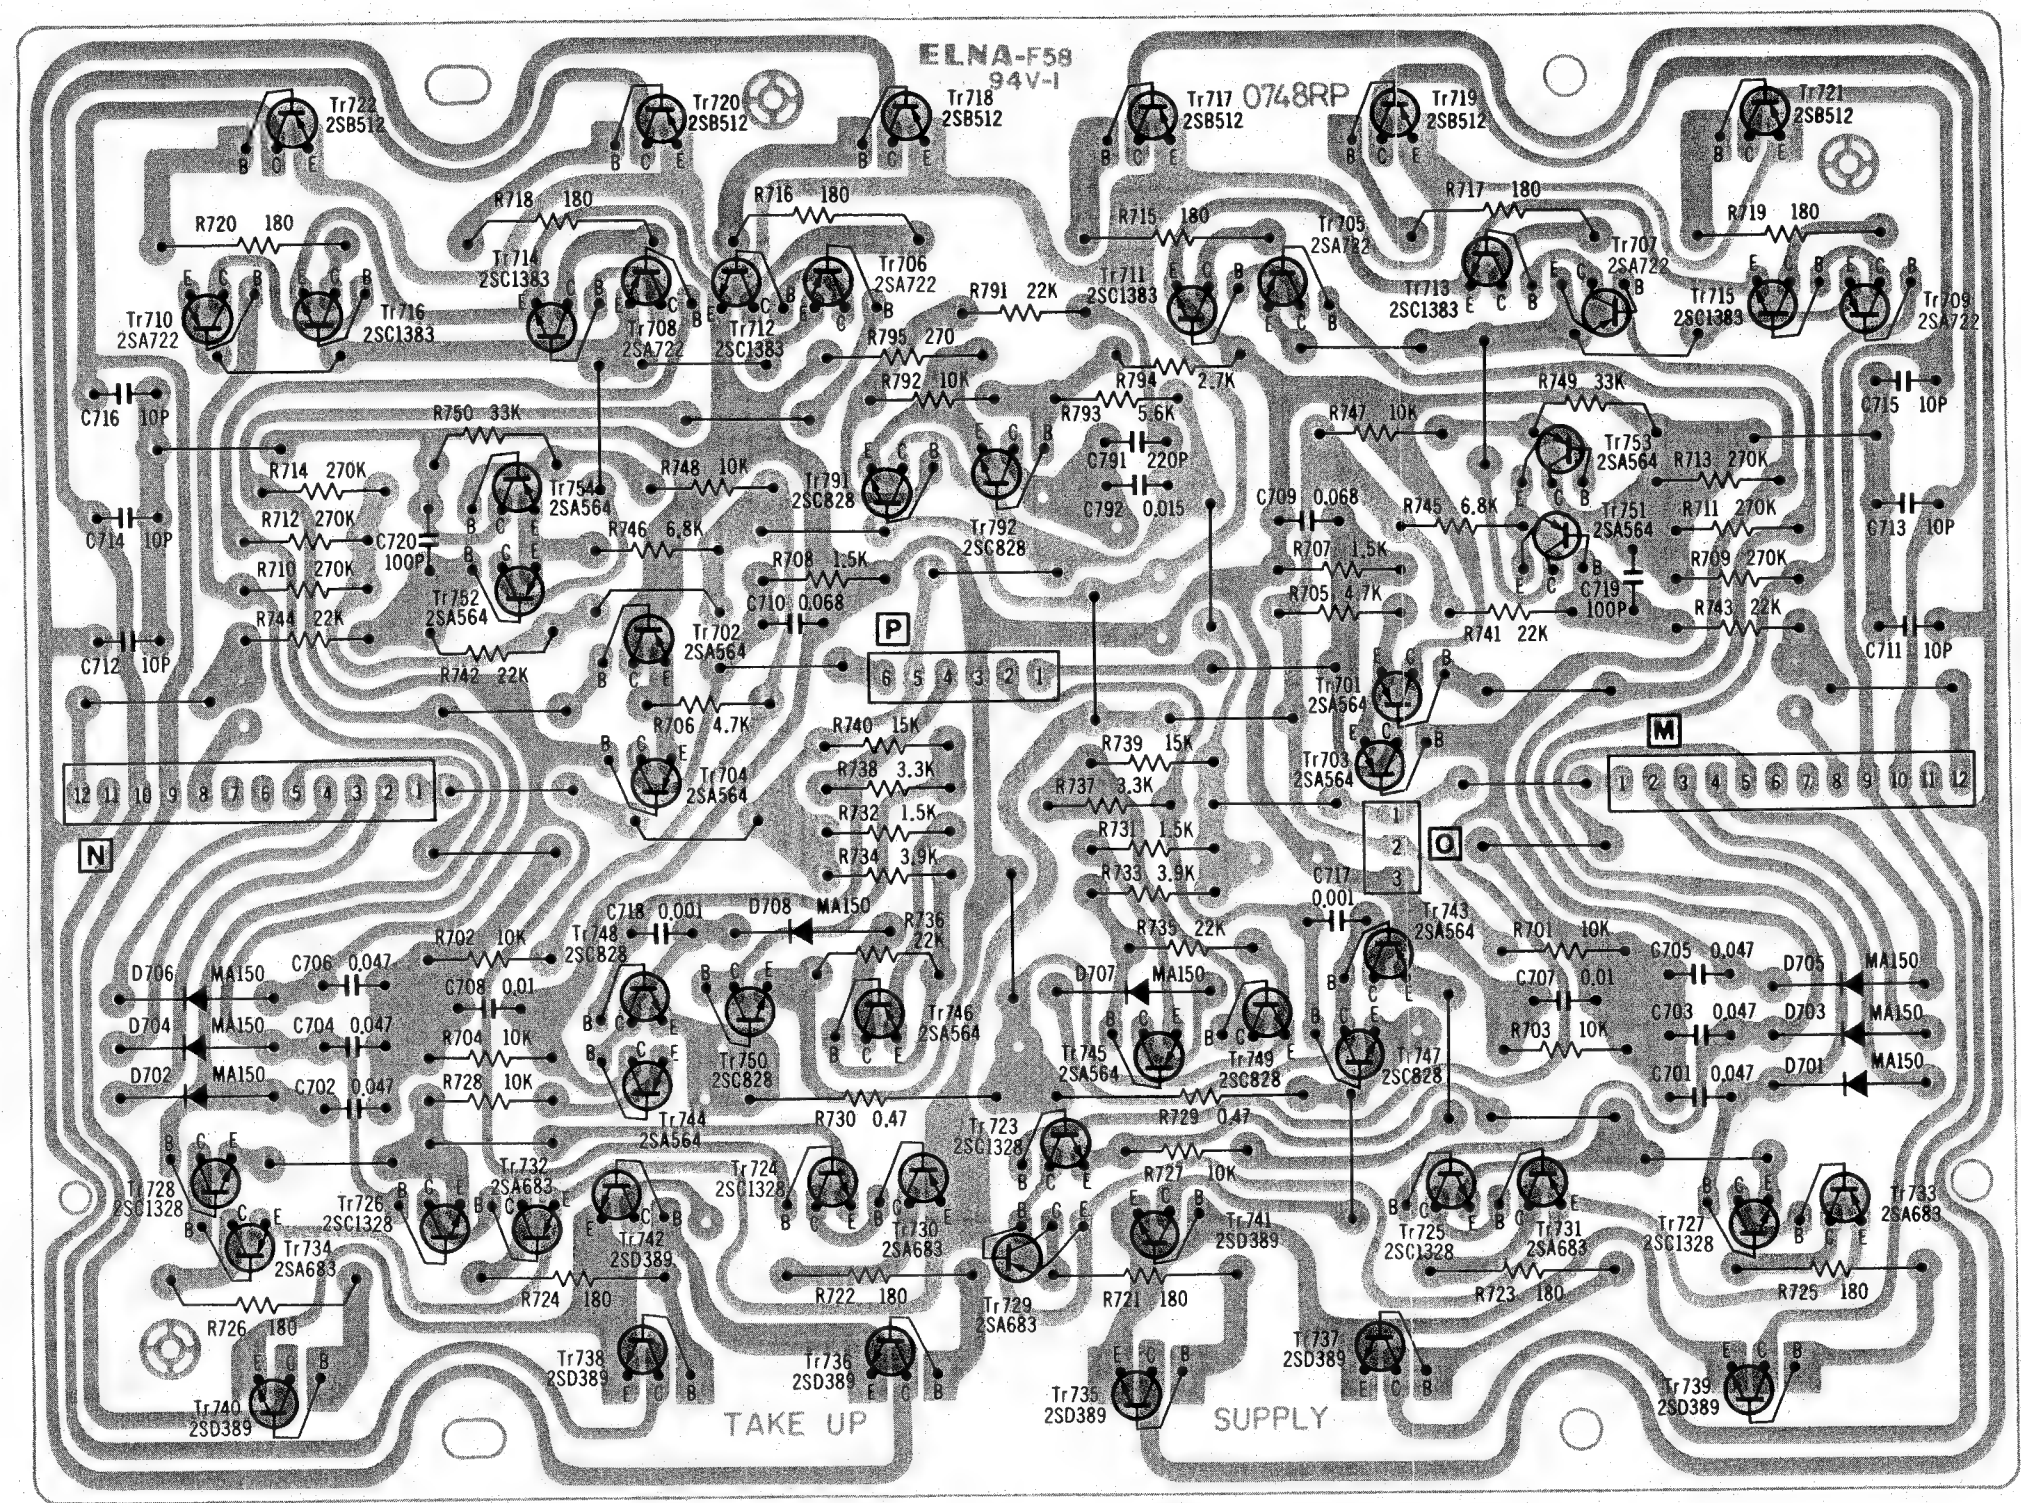 ELNA-F58
94V-1
0748RP
Tr722
2SB512
B C E
Tr720
2SB512
B C E
Tr718
2SB512
B C E
Tr717
2SB512
B C E
Tr719
2SB512
B C E
Tr721
2SB512
B C E
R720 180
R718 180
R716 180
R715 180
R717 180
R719 180
Tr714
2SC1383
Tr706
2SA722
Tr711
2SC1383
Tr705
2SA722
Tr713
2SC1383
Tr707
2SA722
Tr715
2SC1383
Tr709
2SA722
Tr710
2SA722
Tr716
2SC1383
Tr708
2SA722
Tr712
2SC1383
R791 22K
R795 270
R792 10K
R794 2.7K
R793 5.6K
C791 220P
C792 0.015
C716 10P
R750 33K
R714 270K
R712 270K
R710 270K
R744 22K
C714 10P
C712 10P
C720
100P
Tr754
2SA564
Tr752
2SA564
R742 22K
R748 10K
R746 6.8K
Tr791
2SC828
Tr792
2SC828
R708 1.5K
C710 0.068
Tr702
2SA564
R706 4.7K
Tr704
2SA564
P
6 5 4 3 2 1
R747 10K
R749 33K
Tr753
2SA564
R713 270K
C715 10P
C709 0.068
R745 6.8K
Tr751
2SA564
R711 270K
C713 10P
R707 1.5K
R705 4.7K
R709 270K
C719
100P
R743 22K
R741 22K
C711 10P
Tr701
2SA564
Tr703
2SA564
M
1 2 3 4 5 6 7 8 9 10 11 12
12 11 10 9 8 7 6 5 4 3 2 1
N
R740 15K
R738 3.3K
R732 1.5K
R734 3.9K
R739 15K
R737 3.3K
R731 1.5K
R733 3.9K
1
2
3
O
C717
0.001
C718 0.001
D708 MA150
R736
22K
R735 22K
D707 MA150
Tr743
2SA564
R701 10K
C707 0.01
R703 10K
C705 0.047
C703 0.047
C701 0.047
D705 MA150
D703 MA150
D701 MA150
D706 MA150
D704 MA150
D702 MA150
C706 0.047
C704 0.047
C702 0.047
R702 10K
C708 0.01
R704 10K
R728 10K
Tr748
2SC828
Tr750
2SC828
Tr746
2SA564
Tr744
2SA564
R730 0.47
Tr745
2SA564
Tr749
2SC828
Tr747
2SC828
R729 0.47
R727 10K
Tr723
2SC1328
Tr728
2SC1328
Tr734
2SA683
Tr726
2SC1328
Tr732
2SA683
Tr742
2SD389
Tr724
2SC1328
Tr730
2SA683
Tr729
2SA683
Tr741
2SD389
Tr725
2SC1328
Tr731
2SA683
Tr727
2SC1328
Tr733
2SA683
R726 180
R724 180
R722 180
R721 180
R723 180
R725 180
Tr740
2SD389
Tr738
2SD389
Tr736
2SD389
Tr735
2SD389
Tr737
2SD389
Tr739
2SD389
TAKE UP
SUPPLY